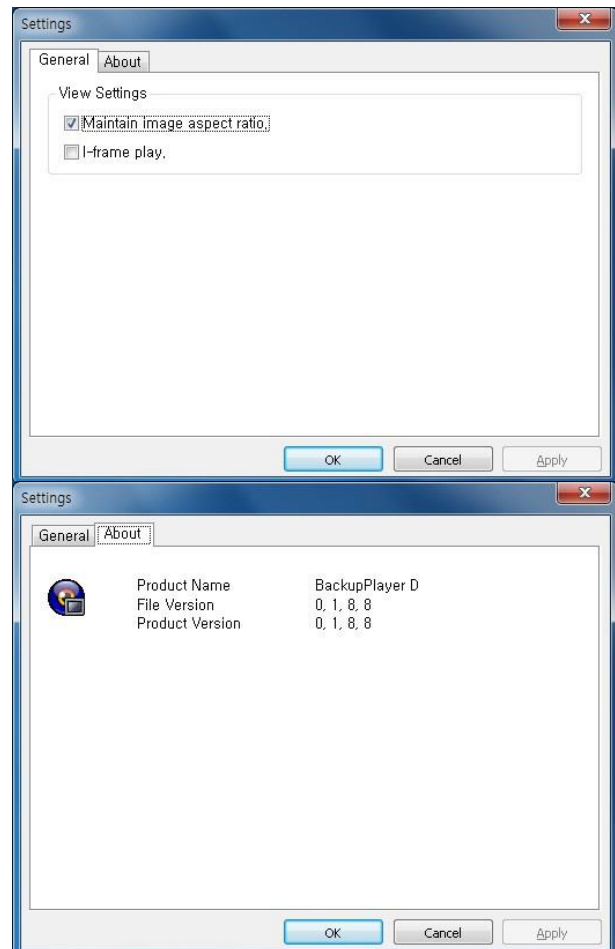 Settings
General About
View Settings
Maintain image aspect ratio,
I-frame play,
OK Cancel Apply
Settings
General About
Product Name BackupPlayer D
File Version 0, 1, 8, 8
Product Version 0, 1, 8, 8
OK Cancel Apply